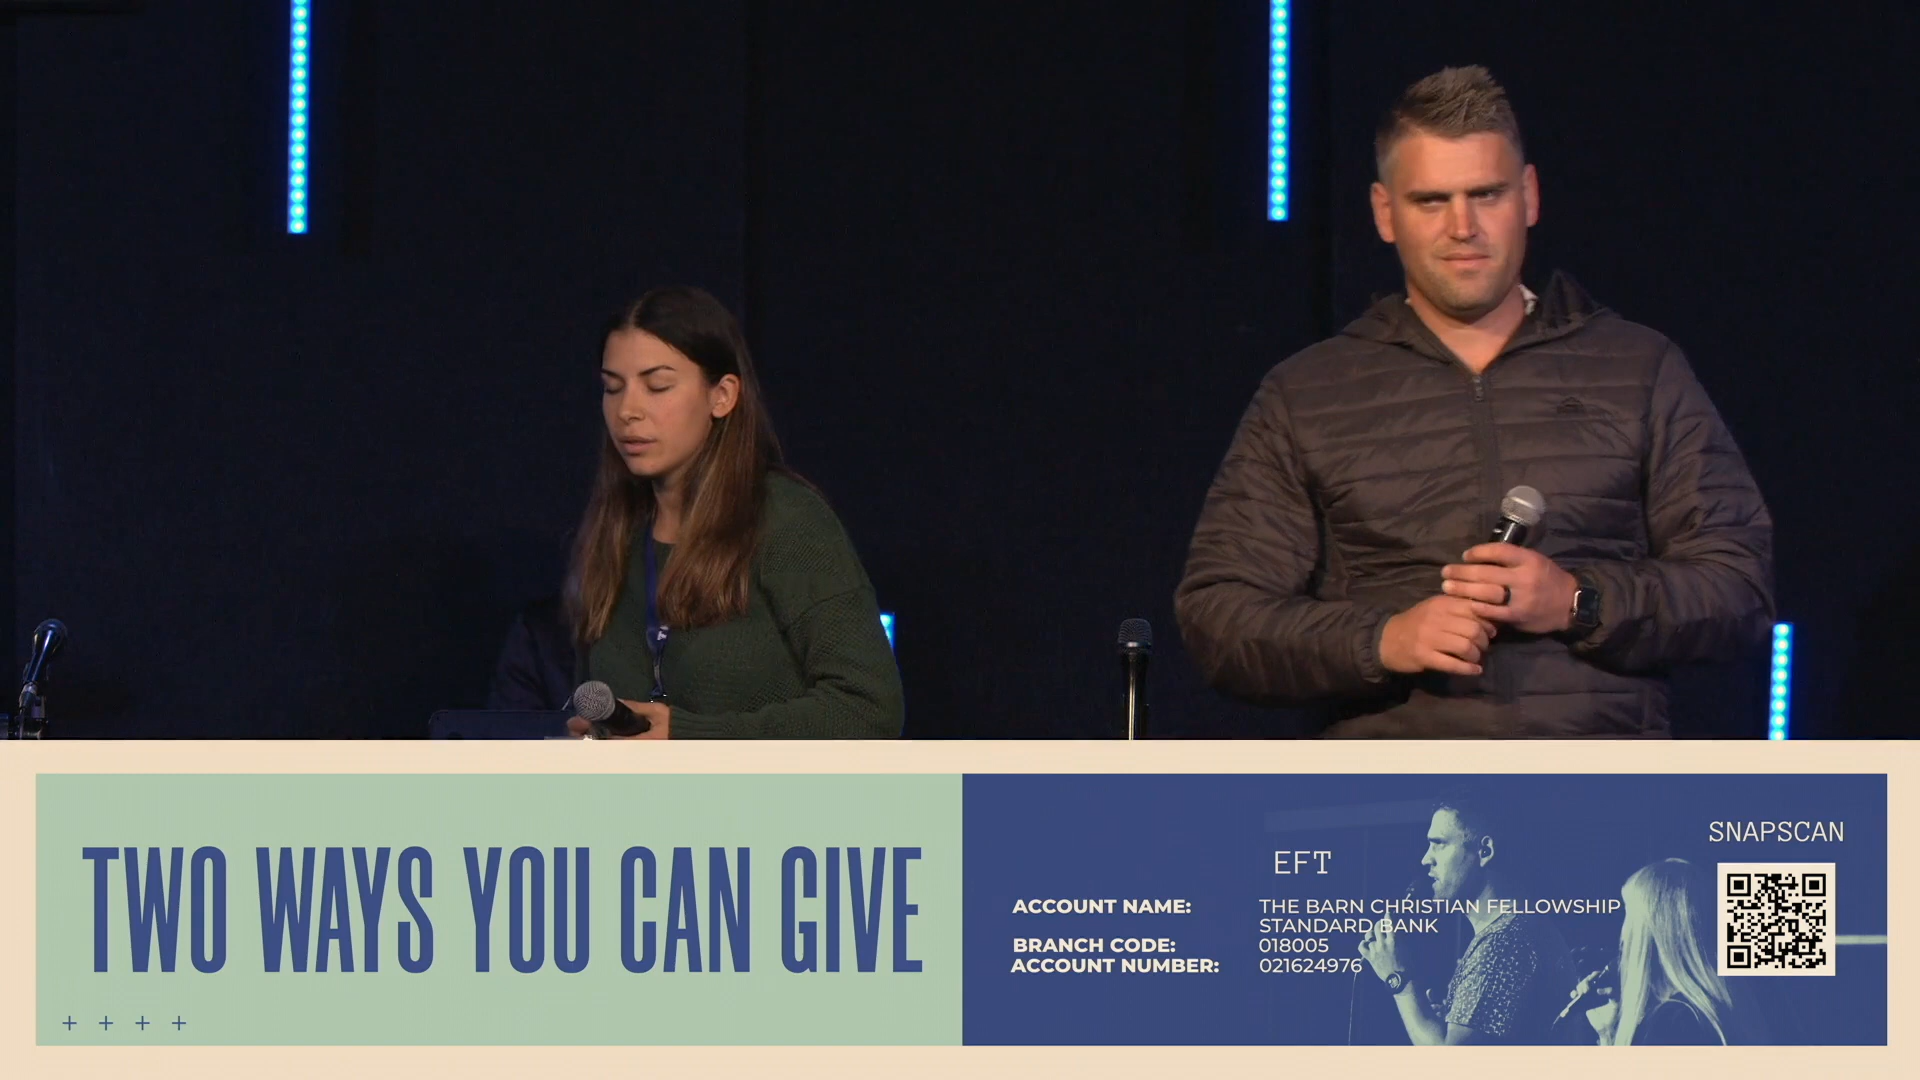 TWO WAYS YOU CAN GIVE
EFT
ACCOUNT NAME: THE BARN CHRISTIAN FELLOWSHIP
STANDARD BANK
BRANCH CODE: 018005
ACCOUNT NUMBER: 021624976
SNAPSCAN